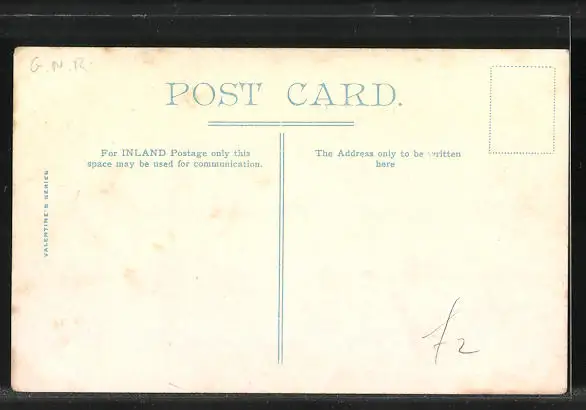 G.N.R.
POST CARD.
For INLAND Postage only this
space may be used for communication.
The Address only to be written
here
VALENTINE'S SERIES